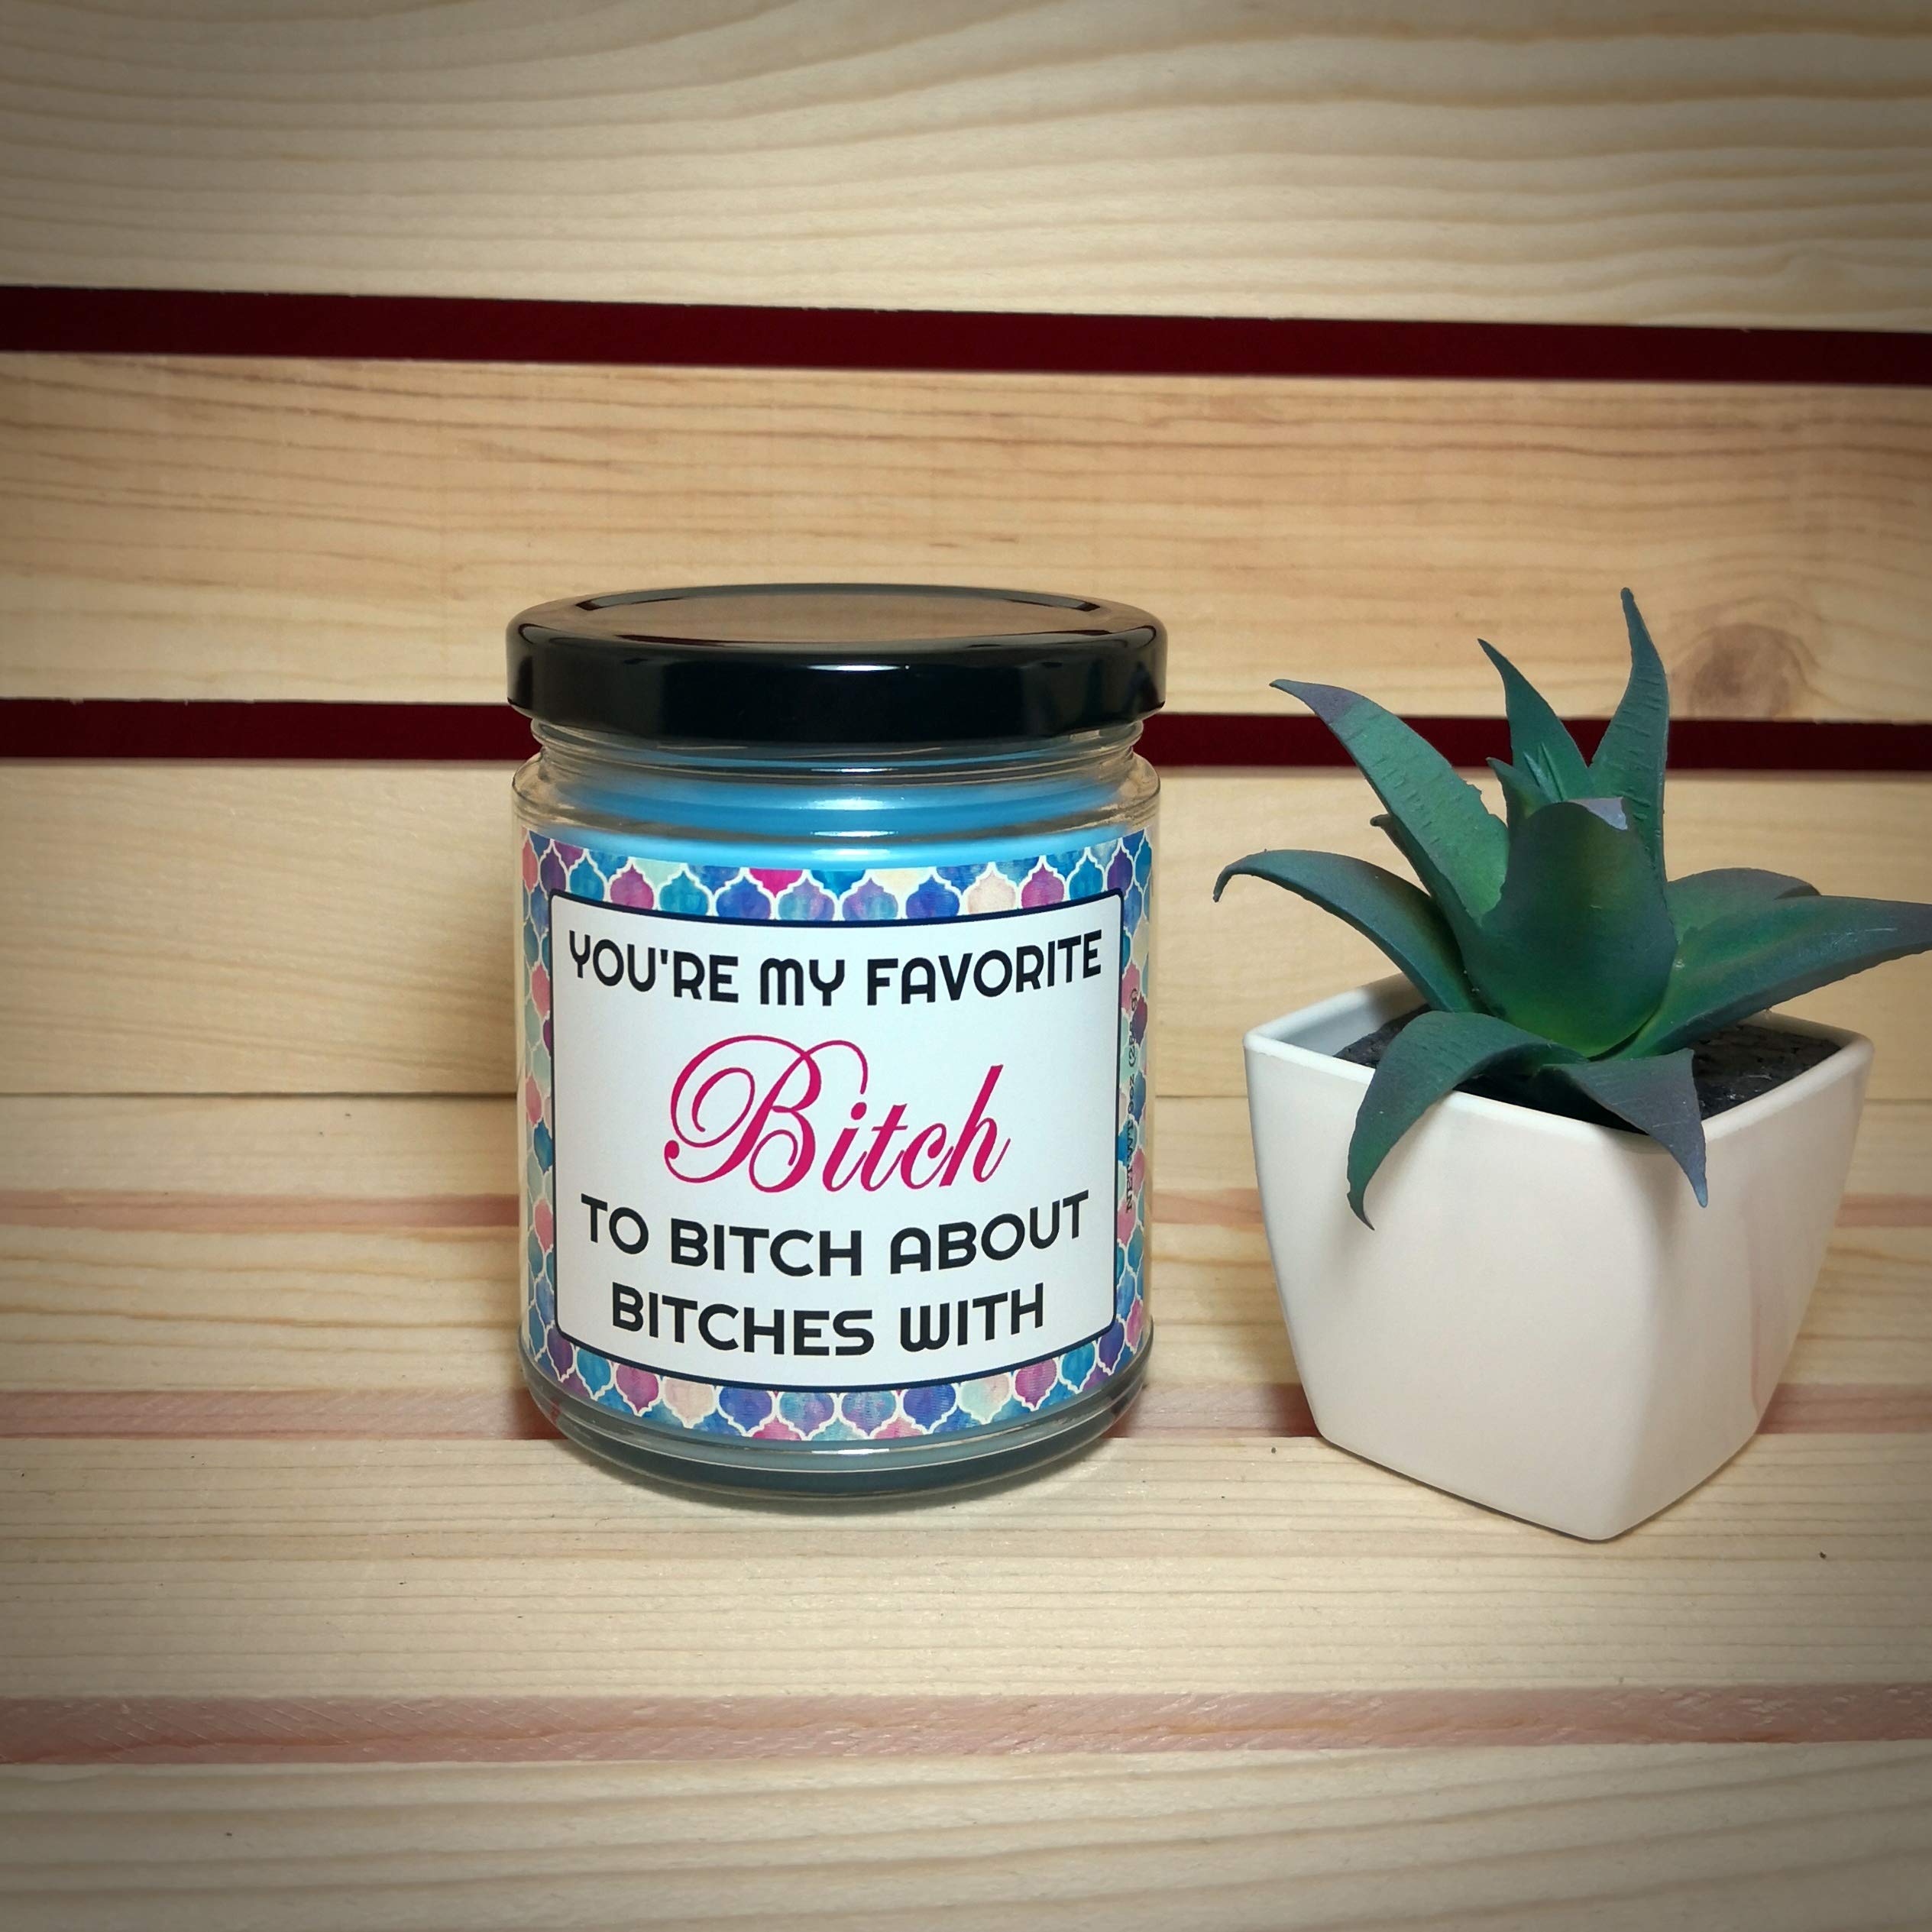 YOU'RE MY FAVORITE
Bitch
TO BITCH ABOUT
BITCHES WITH